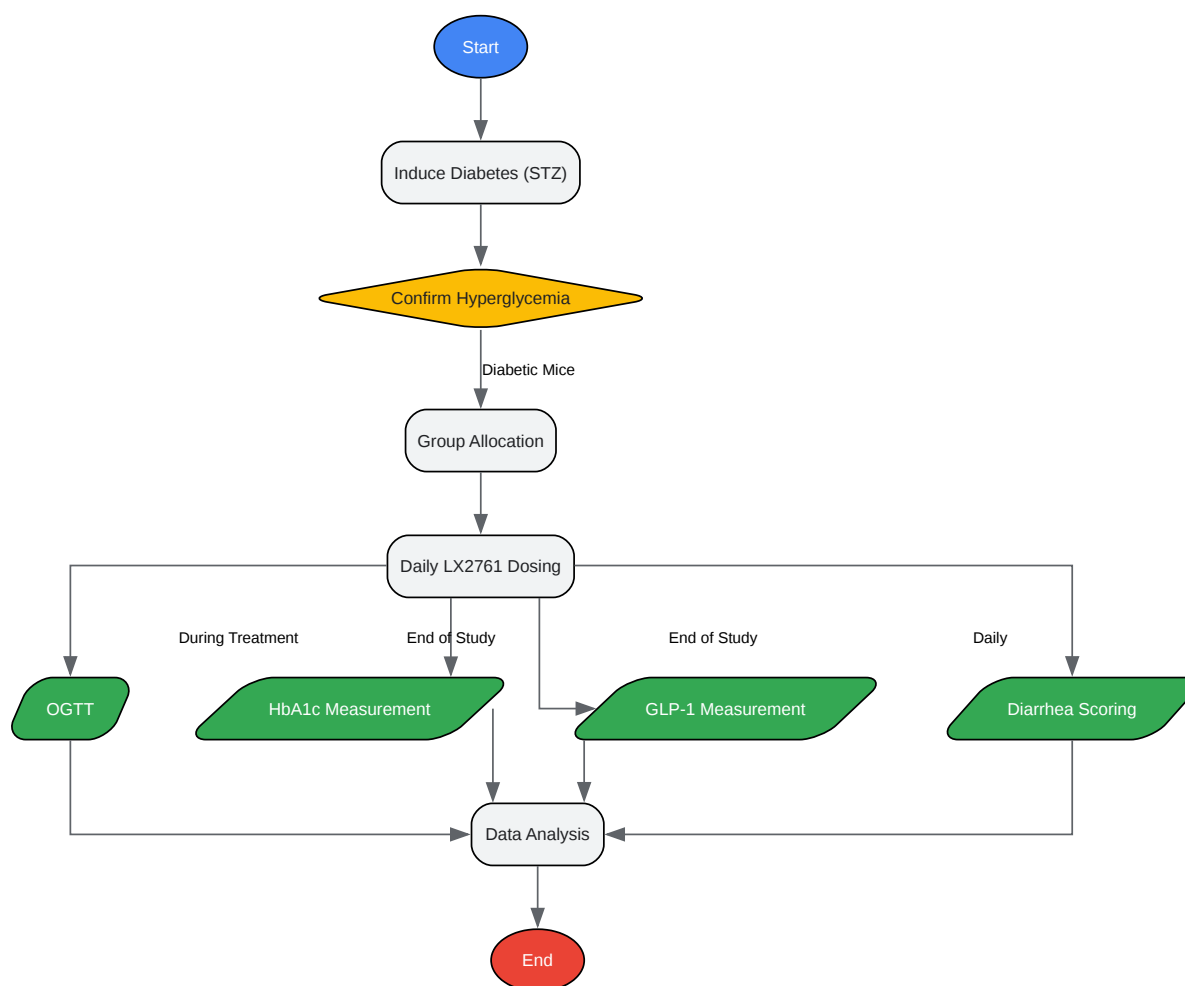 Start
Induce Diabetes (STZ)
Confirm Hyperglycemia
Diabetic Mice
Group Allocation
Daily LX2761 Dosing
During Treatment
End of Study
End of Study
Daily
OGTT
HbA1c Measurement
GLP-1 Measurement
Diarrhea Scoring
Data Analysis
End